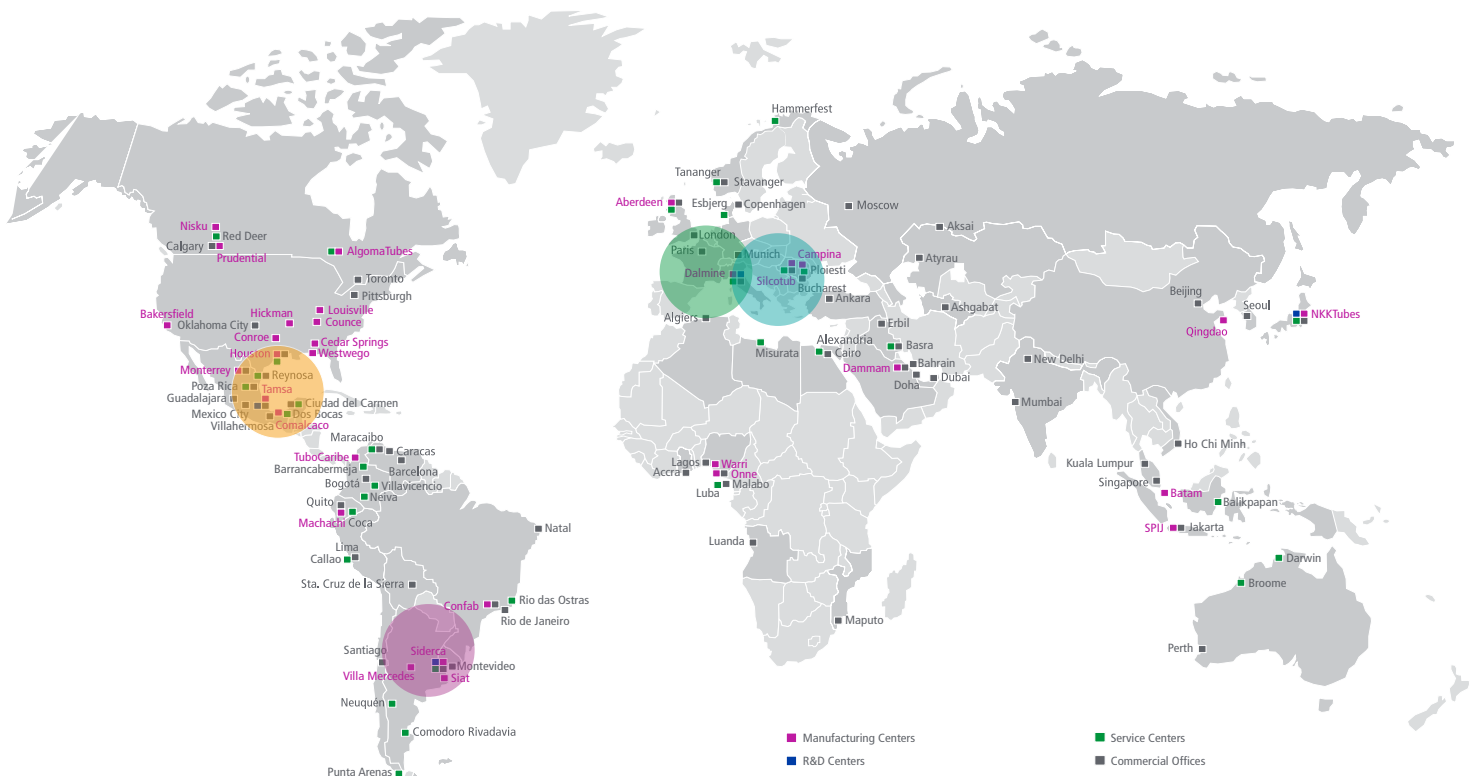 Hammerfest
Tananger
Stavanger
Aberdeen
Esbjerg
Copenhagen
Moscow
Nisku
Red Deer
Calgary
Prudential
AlgomaTubes
London
Paris
Munich
Campina
Aksai
Dalmine
Silcotub
Ploiesti
Bucharest
Atyrau
Toronto
Pittsburgh
Ankara
Ashgabat
Beijing
Seoul
NKKTubes
Qingdao
Bakersfield
Oklahoma City
Hickman
Louisville
Counce
Conroe
Cedar Springs
Houston
Westwego
Algiers
Misurata
Alexandria
Cairo
Erbil
Basra
Bahrain
Dammam
Doha
Dubai
New Delhi
Mumbai
Monterrey
Reynosa
Poza Rica
Tamsa
Guadalajara
Ciudad del Carmen
Mexico City
Dos Bocas
Villahermosa
Comalcaco
Maracaibo
Caracas
TuboCaribe
Barrancabermeja
Barcelona
Bogotá
Villavicencio
Neiva
Quito
Machachi
Coca
Lagos
Warri
Accra
Onne
Malabo
Luba
Ho Chi Minh
Kuala Lumpur
Singapore
Batam
Balikpapan
SPIJ
Jakarta
Natal
Luanda
Lima
Callao
Darwin
Broome
Sta. Cruz de la Sierra
Confab
Rio das Ostras
Rio de Janeiro
Maputo
Perth
Santiago
Siderca
Montevideo
Villa Mercedes
Siat
Neuquén
Comodoro Rivadavia
Punta Arenas
Manufacturing Centers
Service Centers
R&D Centers
Commercial Offices